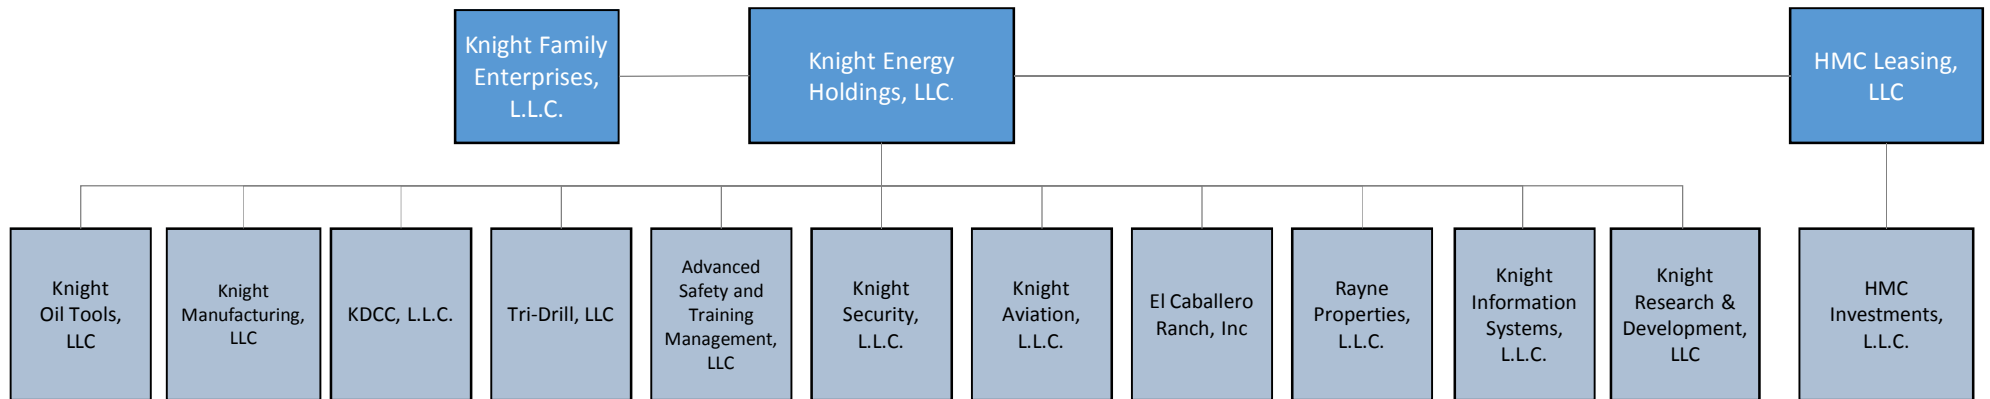 Knight Family
Enterprises,
L.L.C.
Knight Energy
Holdings, LLC.
HMC Leasing,
LLC
Knight
Oil Tools,
LLC
Knight
Manufacturing,
LLC
KDCC, L.L.C.
Tri-Drill, LLC
Advanced
Safety and
Training
Management,
LLC
Knight
Security,
L.L.C.
Knight
Aviation,
L.L.C.
El Caballero
Ranch, Inc
Rayne
Properties,
L.L.C.
Knight
Information
Systems,
L.L.C.
Knight
Research &
Development,
LLC
HMC
Investments,
L.L.C.